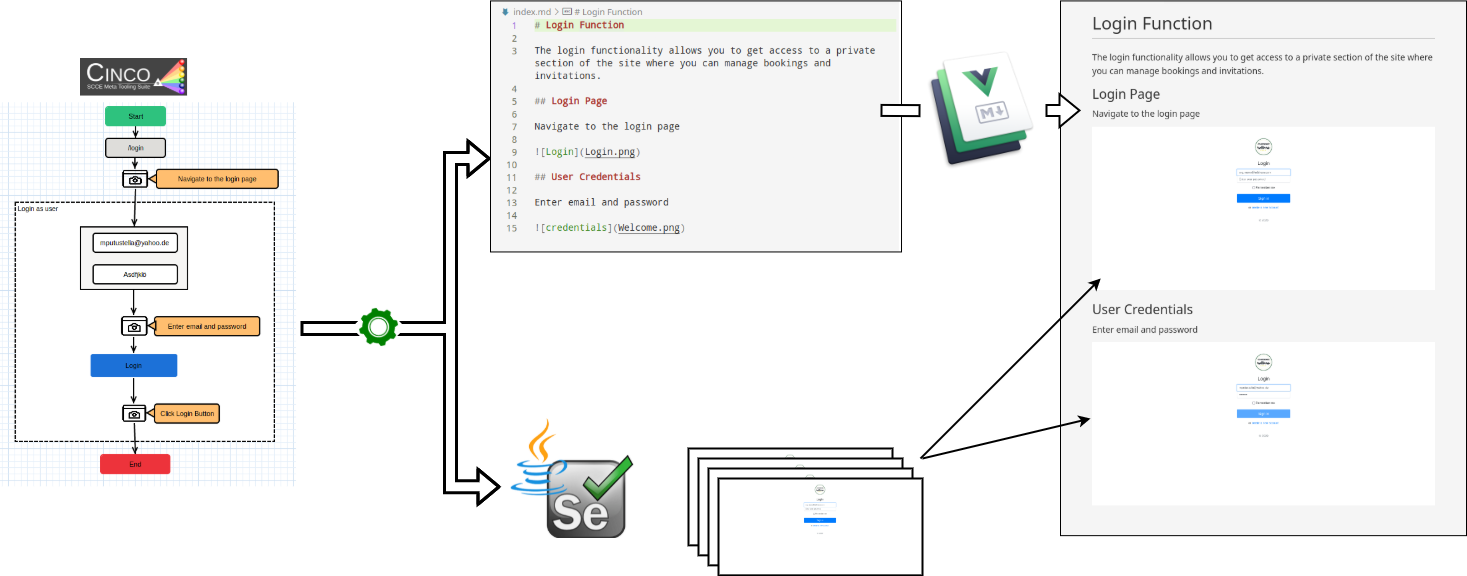 CINCO
SCCE Meta Tooling Suite
Start
/login
Navigate to the login page
Login as user
mputustella@yahoo.de
Asdfjklö
Enter email and password
Login
Click Login Button
End
index.md > # Login Function
1 # Login Function
2
3 The login functionality allows you to get access to a private
section of the site where you can manage bookings and
invitations.
4
5 ## Login Page
6
7 Navigate to the login page
8
9 ![Login](Login.png)
10
11 ## User Credentials
12
13 Enter email and password
14
15 ![credentials](Welcome.png)
M
Se
Login
Login Function
The login functionality allows you to get access to a private section of the site where
you can manage bookings and invitations.
Login Page
Navigate to the login page
Login
User Credentials
Enter email and password
Login